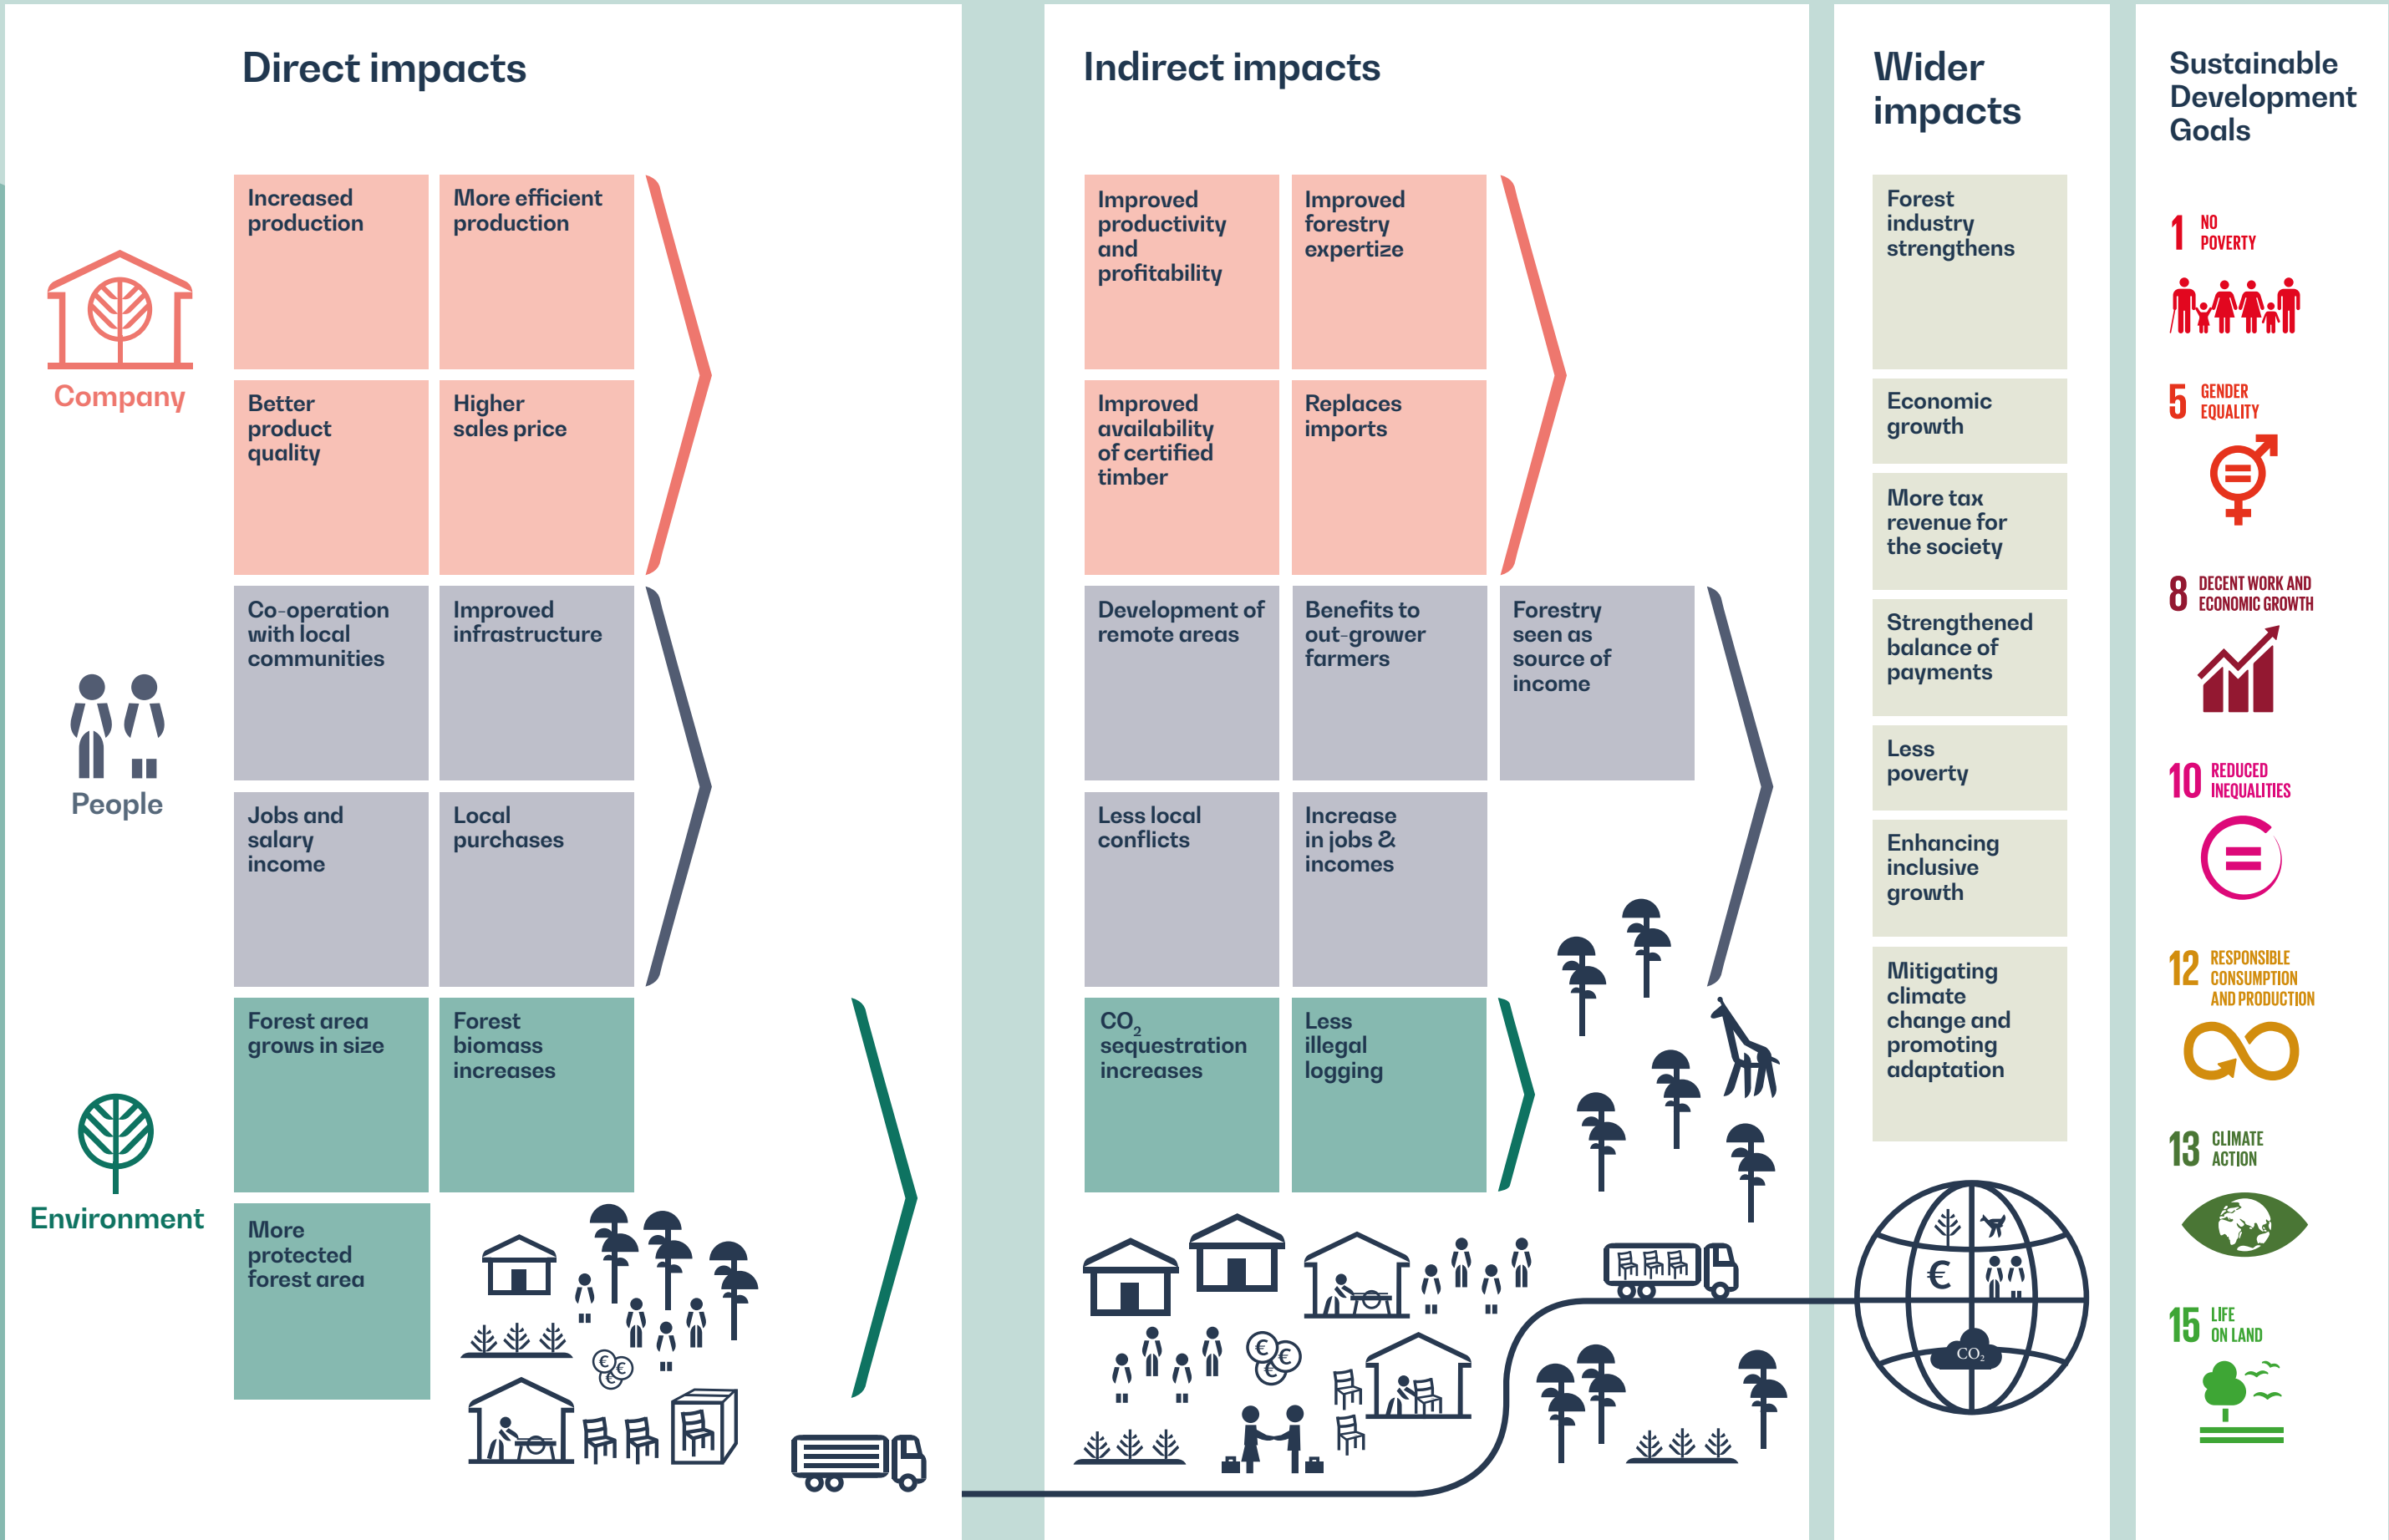 Direct impacts
Company
Increased
production
More efficient
production
Better
product
quality
Higher
sales price
People
Co-operation
with local
communities
Improved
infrastructure
Jobs and
salary
income
Local
purchases
Environment
Forest area
grows in size
Forest
biomass
increases
More
protected
forest area
€
€
€
Indirect impacts
Improved
productivity
and
profitability
Improved
forestry
expertize
Improved
availability
of certified
timber
Replaces
imports
Development of
remote areas
Benefits to
out-grower
farmers
Forestry
seen as
source of
income
Less local
conflicts
Increase
in jobs &
incomes
CO₂
sequestration
increases
Less
illegal
logging
€
€
€
Wider
impacts
Forest
industry
strengthens
Economic
growth
More tax
revenue for
the society
Strengthened
balance of
payments
Less
poverty
Enhancing
inclusive
growth
Mitigating
climate
change and
promoting
adaptation
€
CO₂
Sustainable
Development
Goals
1 NO
POVERTY
5 GENDER
EQUALITY
8 DECENT WORK AND
ECONOMIC GROWTH
10 REDUCED
INEQUALITIES
12 RESPONSIBLE
CONSUMPTION
AND PRODUCTION
13 CLIMATE
ACTION
15 LIFE
ON LAND